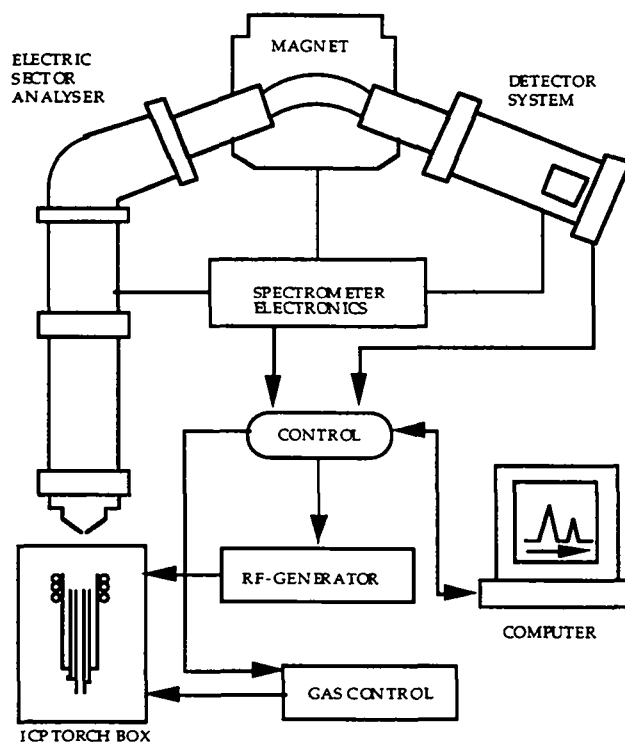 MAGNET
ELECTRIC
SECTOR
ANALYSER
DETECTOR
SYSTEM
SPECTROMETER
ELECTRONICS
CONTROL
RF-GENERATOR
COMPUTER
GAS CONTROL
ICP TORCH BOX